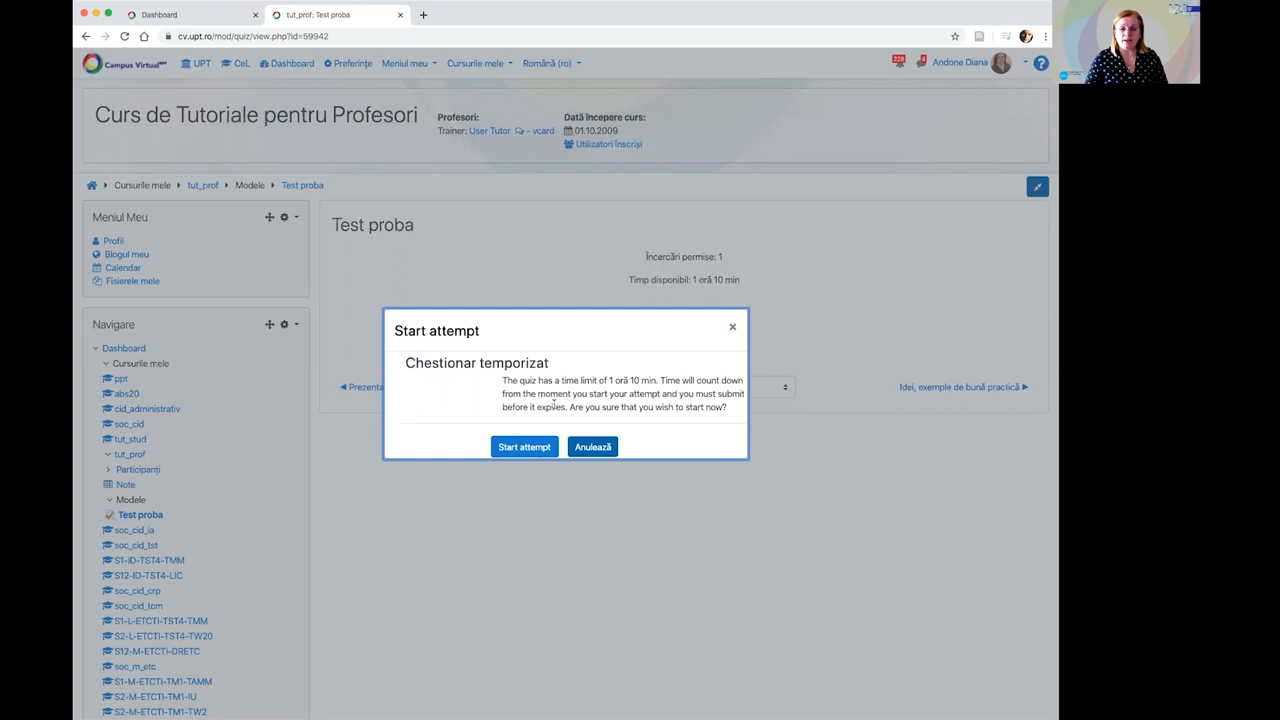 Dashboard
tut_prof: Test proba
cv.upt.ro/mod/quiz/view.php?id=59942
Campus Virtual upt
UPT
CeL
Dashboard
Preferințe
Meniul meu
Cursurile mele
Română (ro)
228
4
Andone Diana
Curs de Tutoriale pentru Profesori
Profesori:
Trainer: User Tutor - vcard
Dată începere curs:
01.10.2009
Utilizatori înscriși
Cursurile mele
tut_prof
Modele
Test proba
Meniul Meu
Profil
Blogul meu
Calendar
Fisierele mele
Navigare
Dashboard
Cursurile mele
ppt
abs20
cid_administrativ
soc_cid
tut_stud
tut_prof
Participanți
Note
Modele
Test proba
soc_cid_ia
soc_cid_tst
S1-ID-TST4-TMM
S12-ID-TST4-LIC
soc_cid_crp
soc_cid_tcm
S1-L-ETCTI-TST4-TMM
S2-L-ETCTI-TST4-TW20
S12-M-ETCTI-DRETC
soc_m_etc
S1-M-ETCTI-TM1-TAMM
S2-M-ETCTI-TM1-IU
S2-M-ETCTI-TM1-TW2
Test proba
Încercări permise: 1
Timp disponibil: 1 oră 10 min
Start attempt
×
Chestionar temporizat
The quiz has a time limit of 1 oră 10 min. Time will count down
from the moment you start your attempt and you must submit
before it expires. Are you sure that you wish to start now?
Start attempt
Anulează
◀ Prezenta
Idei, exemple de bună practică ▶